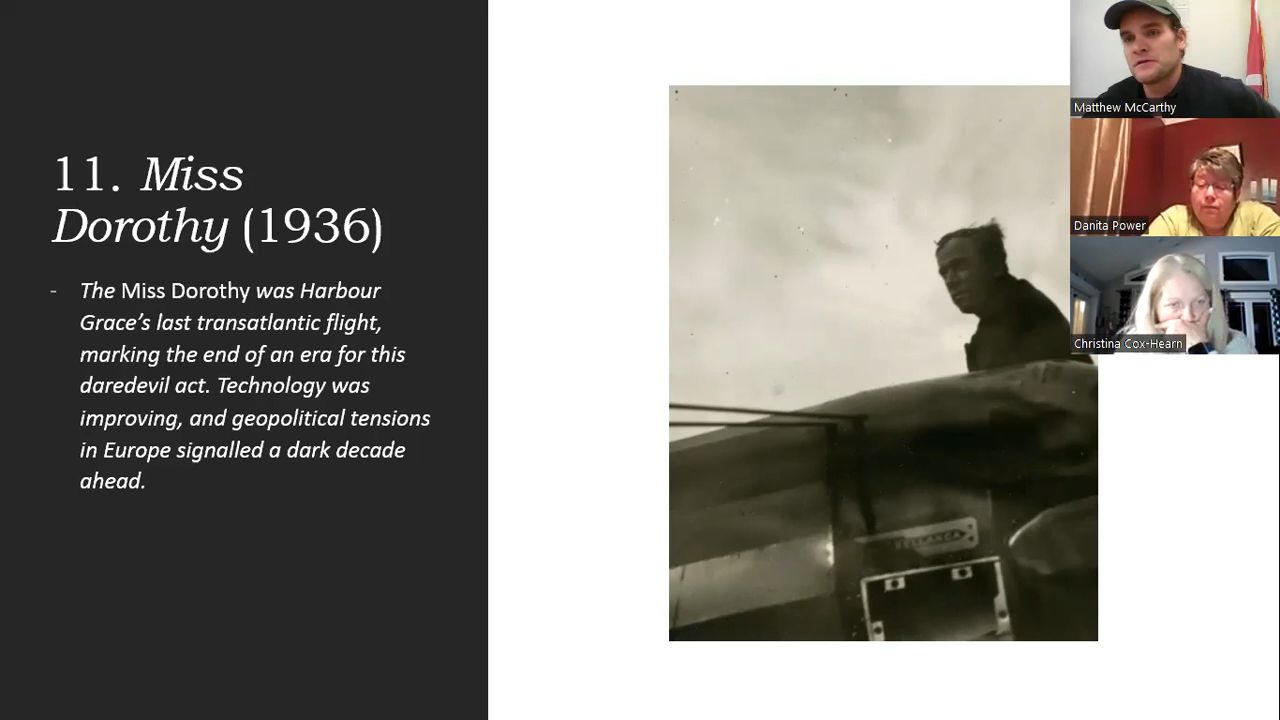 11. Miss
Dorothy (1936)
- The Miss Dorothy was Harbour
Grace’s last transatlantic flight,
marking the end of an era for this
daredevil act. Technology was
improving, and geopolitical tensions
in Europe signalled a dark decade
ahead.
BELLANCA
Matthew McCarthy
Danita Power
Christina Cox-Hearn